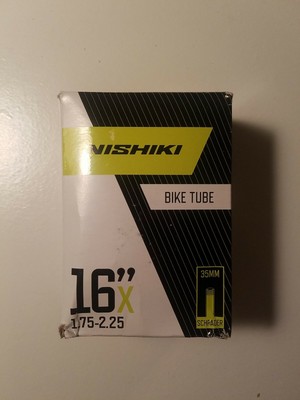 NISHIKI
BIKE TUBE
16"x
1.75-2.25
35MM
SCHRADER